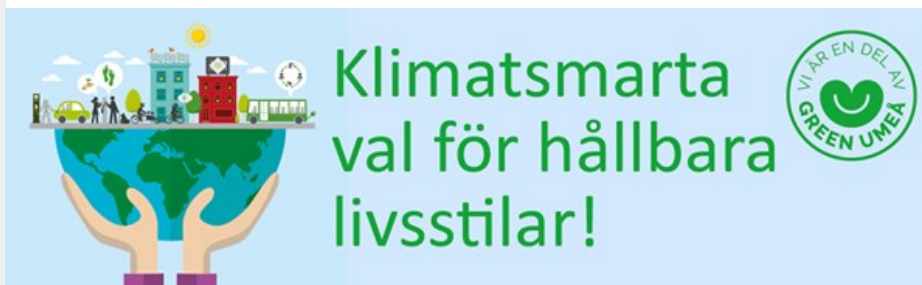 Klimatsmarta
val för hållbara
livsstilar!
VI ÄR EN DEL AV
GREEN UMEÅ